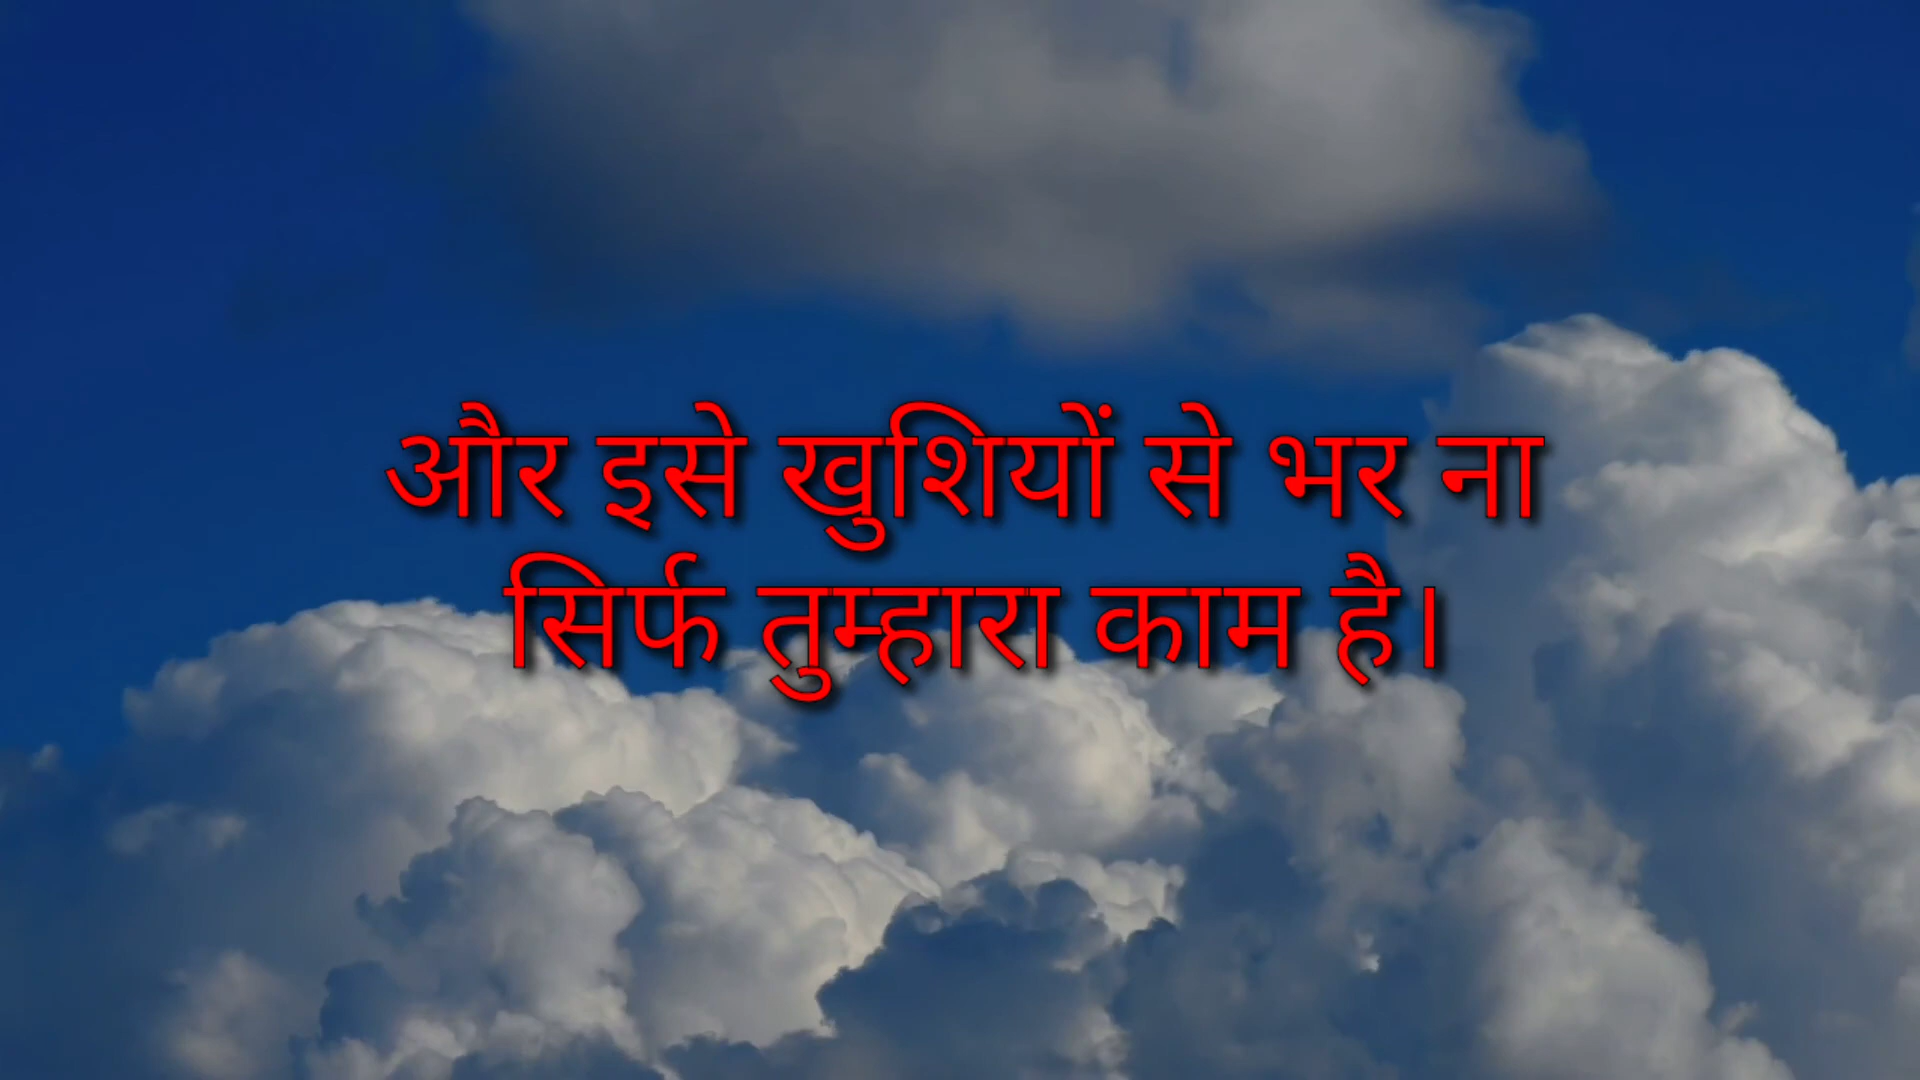 और इसे खुशियों से भर ना
सिर्फ तुम्हारा काम है।